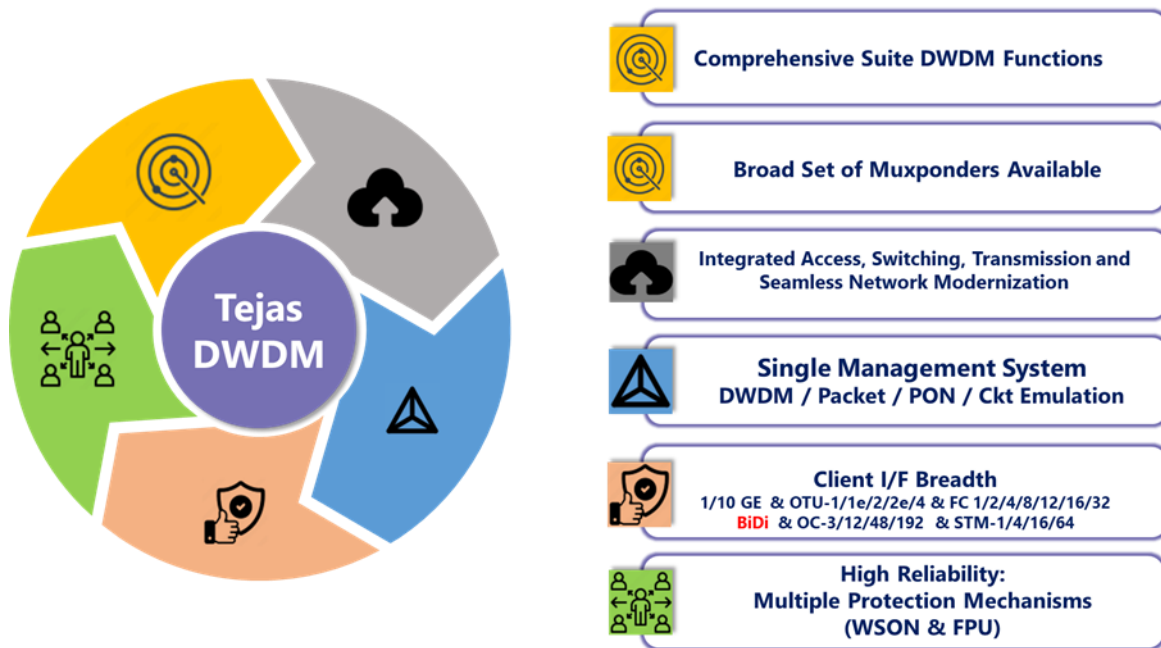 Tejas
DWDM
Comprehensive Suite DWDM Functions
Broad Set of Muxponders Available
Integrated Access, Switching, Transmission and
Seamless Network Modernization
Single Management System
DWDM / Packet / PON / Ckt Emulation
Client I/F Breadth
1/10 GE & OTU-1/1e/2/2e/4 & FC 1/2/4/8/12/16/32
BiDi & OC-3/12/48/192 & STM-1/4/16/64
High Reliability:
Multiple Protection Mechanisms
(WSON & FPU)